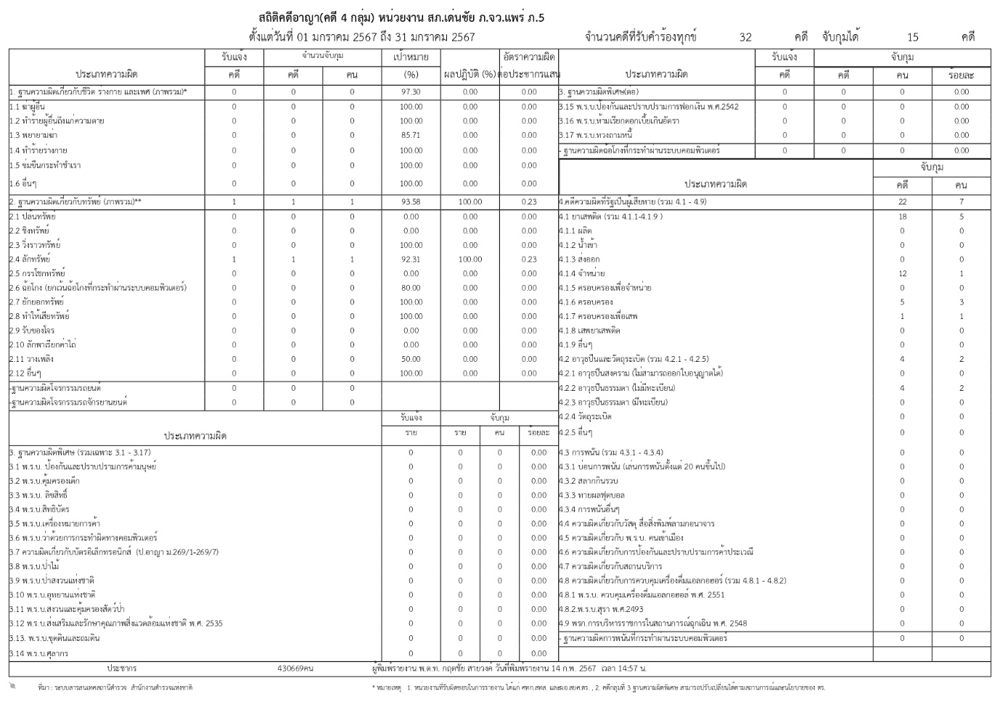 สถิติคดีอาญา(คดี 4 กลุ่ม) หน่วยงาน สภ.เด่นชัย ภ.จว.แพร่ ภ.5
ตั้งแต่วันที่ 01 มกราคม 2567 ถึง 31 มกราคม 2567 จำนวนคดีที่รับคำร้องทุกข์ 32 คดี จับกุมได้ 15 คดี
ประเภทความผิด รับแจ้ง จำนวนจับกุม เป้าหมาย ผลปฏิบัติ (%) อัตราความผิด
คดี คดี คน (%) ต่อประชากรแสน
1. ฐานความผิดเกี่ยวกับชีวิต ร่างกาย และเพศ (ภาพรวม)* 0 0 0 97.30 0.00 0.00
1.1 ฆ่าผู้อื่น 0 0 0 100.00 0.00 0.00
1.2 ทำร้ายผู้อื่นถึงแก่ความตาย 0 0 0 100.00 0.00 0.00
1.3 พยายามฆ่า 0 0 0 85.71 0.00 0.00
1.4 ทำร้ายร่างกาย 0 0 0 100.00 0.00 0.00
1.5 ข่มขืนกระทำชำเรา 0 0 0 100.00 0.00 0.00
1.6 อื่นๆ 0 0 0 100.00 0.00 0.00
2. ฐานความผิดเกี่ยวกับทรัพย์ (ภาพรวม)** 1 1 1 93.58 100.00 0.23
2.1 ปล้นทรัพย์ 0 0 0 0.00 0.00 0.00
2.2 ชิงทรัพย์ 0 0 0 0.00 0.00 0.00
2.3 วิ่งราวทรัพย์ 0 0 0 100.00 0.00 0.00
2.4 ลักทรัพย์ 1 1 1 92.31 100.00 0.23
2.5 กรรโชกทรัพย์ 0 0 0 0.00 0.00 0.00
2.6 ฉ้อโกง (ยกเว้นฉ้อโกงที่กระทำผ่านระบบคอมพิวเตอร์) 0 0 0 80.00 0.00 0.00
2.7 ยักยอกทรัพย์ 0 0 0 100.00 0.00 0.00
2.8 ทำให้เสียทรัพย์ 0 0 0 100.00 0.00 0.00
2.9 รับของโจร 0 0 0 0.00 0.00 0.00
2.10 ลักพาเรียกค่าไถ่ 0 0 0 0.00 0.00 0.00
2.11 วางเพลิง 0 0 0 50.00 0.00 0.00
2.12 อื่นๆ 0 0 0 100.00 0.00 0.00
-ฐานความผิดโจรกรรมรถยนต์ 0 0 0
-ฐานความผิดโจรกรรมรถจักรยานยนต์ 0 0 0
ประเภทความผิด รับแจ้ง จับกุม
ราย ราย คน ร้อยละ
3. ฐานความผิดพิเศษ (รวมเฉพาะ 3.1 - 3.17) 0 0 0 0.00
3.1 พ.ร.บ. ป้องกันและปราบปรามการค้ามนุษย์ 0 0 0 0.00
3.2 พ.ร.บ.คุ้มครองเด็ก 0 0 0 0.00
3.3 พ.ร.บ. ลิขสิทธิ์ 0 0 0 0.00
3.4 พ.ร.บ.สิทธิบัตร 0 0 0 0.00
3.5 พ.ร.บ.เครื่องหมายการค้า 0 0 0 0.00
3.6 พ.ร.บ.ว่าด้วยการกระทำผิดทางคอมพิวเตอร์ 0 0 0 0.00
3.7 ความผิดเกี่ยวกับบัตรอิเล็กทรอนิกส์ (ป.อาญา ม.269/1-269/7) 0 0 0 0.00
3.8 พ.ร.บ.ป่าไม้ 0 0 0 0.00
3.9 พ.ร.บ.ป่าสงวนแห่งชาติ 0 0 0 0.00
3.10 พ.ร.บ.อุทยานแห่งชาติ 0 0 0 0.00
3.11 พ.ร.บ.สงวนและคุ้มครองสัตว์ป่า 0 0 0 0.00
3.12 พ.ร.บ.ส่งเสริมและรักษาคุณภาพสิ่งแวดล้อมแห่งชาติ พ.ศ. 2535 0 0 0 0.00
3.13. พ.ร.บ.ขุดดินและถมดิน 0 0 0 0.00
3.14 พ.ร.บ.ศุลากร 0 0 0 0.00
ประเภทความผิด รับแจ้ง จับกุม
คดี คดี คน ร้อยละ
3. ฐานความผิดพิเศษ(ต่อ) 0 0 0 0.00
3.15 พ.ร.บ.ป้องกันและปราบปรามการฟอกเงิน พ.ศ.2542 0 0 0 0.00
3.16 พ.ร.บ.ห้ามเรียกดอกเบี้ยเกินอัตรา 0 0 0 0.00
3.17 พ.ร.บ.ทวงถามหนี้ 0 0 0 0.00
- ฐานความผิดฉ้อโกงที่กระทำผ่านระบบคอมพิวเตอร์ 0 0 0 0.00
ประเภทความผิด จับกุม
คดี คน
4.คดีความผิดที่รัฐเป็นผู้เสียหาย (รวม 4.1 - 4.9) 22 7
4.1 ยาเสพติด (รวม 4.1.1-4.1.9 ) 18 5
4.1.1 ผลิต 0 0
4.1.2 นำเข้า 0 0
4.1.3 ส่งออก 0 0
4.1.4 จำหน่าย 12 1
4.1.5 ครอบครองเพื่อจำหน่าย 0 0
4.1.6 ครอบครอง 5 3
4.1.7 ครอบครองเพื่อเสพ 1 1
4.1.8 เสพยาเสพติด 0 0
4.1.9 อื่นๆ 0 0
4.2 อาวุธปืนและวัตถุระเบิด (รวม 4.2.1 - 4.2.5) 4 2
4.2.1 อาวุธปืนสงคราม (ไม่สามารถออกใบอนุญาตได้) 0 0
4.2.2 อาวุธปืนธรรมดา (ไม่มีทะเบียน) 4 2
4.2.3 อาวุธปืนธรรมดา (มีทะเบียน) 0 0
4.2.4 วัตถุระเบิด 0 0
4.2.5 อื่นๆ 0 0
4.3 การพนัน (รวม 4.3.1 - 4.3.4) 0 0
4.3.1 บ่อนการพนัน (เล่นการพนันตั้งแต่ 20 คนขึ้นไป) 0 0
4.3.2 สลากกินรวบ 0 0
4.3.3 ทายผลฟุตบอล 0 0
4.3.4 การพนันอื่นๆ 0 0
4.4 ความผิดเกี่ยวกับวัสดุ สื่อสิ่งพิมพ์ลามกอนาจาร 0 0
4.5 ความผิดเกี่ยวกับ พ.ร.บ. คนเข้าเมือง 0 0
4.6 ความผิดเกี่ยวกับการป้องกันและปราบปรามการค้าประเวณี 0 0
4.7 ความผิดเกี่ยวกับสถานบริการ 0 0
4.8 ความผิดเกี่ยวกับการควบคุมเครื่องดื่มแอลกอฮอร์ (รวม 4.8.1 - 4.8.2) 0 0
4.8.1 พ.ร.บ. ควบคุมเครื่องดื่มแอลกอฮอล์ พ.ศ. 2551 0 0
4.8.2.พ.ร.บ.สุรา พ.ศ.2493 0 0
4.9 พรก.การบริหารราชการในสถานการณ์ฉุกเฉิน พ.ศ. 2548 0 0
- ฐานความผิดการพนันที่กระทำผ่านระบบคอมพิวเตอร์ 0 0
ประชากร 430669คน ผู้พิมพ์รายงาน พ.ต.ท. กฤตชัย สายวงค์ วันที่พิมพ์รายงาน 14 ก.พ. 2567 เวลา 14:57 น.
ที่มา : ระบบสารสนเทศสถานีตำรวจ สำนักงานตำรวจแห่งชาติ * หมายเหตุ 1. หน่วยงานที่รับผิดชอบในการรายงาน ได้แก่ ศทก.สทส. และผอ.สยศ.ตร. , 2. คดีกลุ่มที่ 3 ฐานความผิดพิเศษ สามารถปรับเปลี่ยนได้ตามสถานการณ์และนโยบายของ ตร.